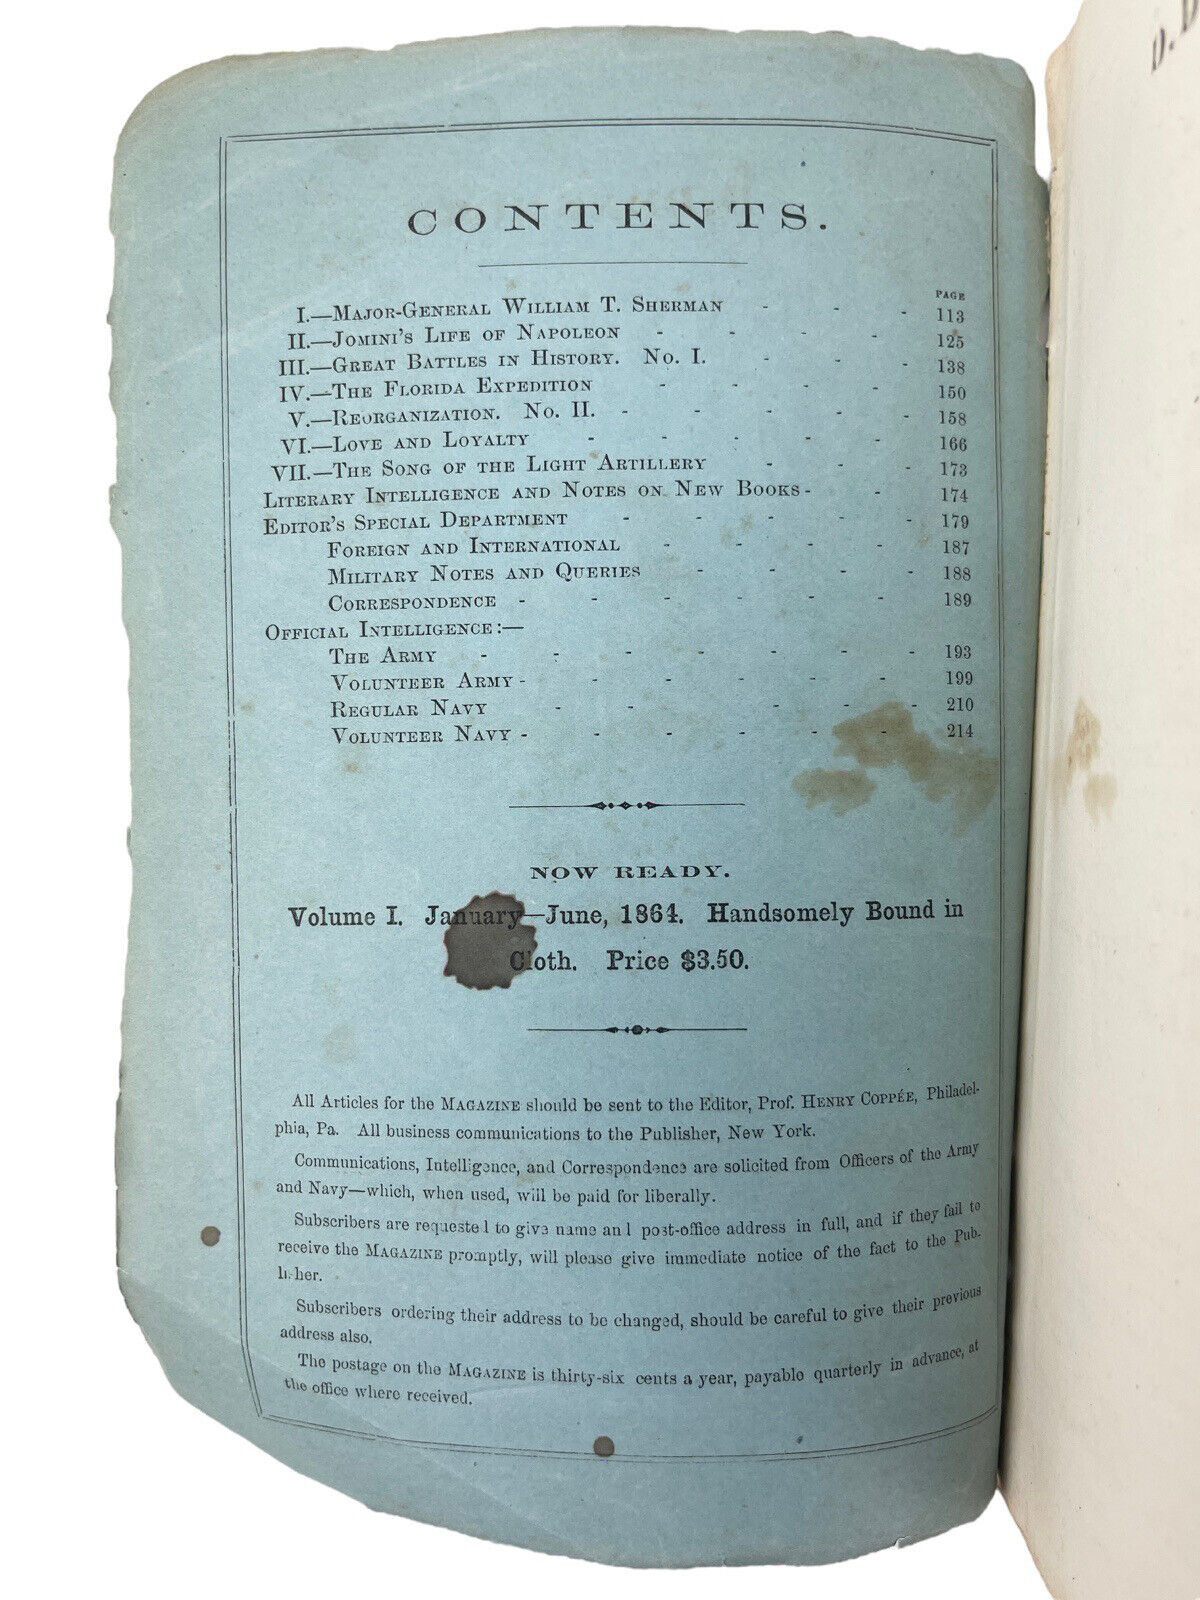 CONTENTS.
PAGE
I.—Major-General William T. Sherman - - - 113
II.—Jomini's Life of Napoleon - - - - 125
III.—Great Battles in History. No. I. - - - 138
IV.—The Florida Expedition - - - - 150
V.—Reorganization. No. II. - - - - - 158
VI.—Love and Loyalty - - - - - 166
VII.—The Song of the Light Artillery - - - 173
Literary Intelligence and Notes on New Books - - 174
Editor's Special Department - - - - - 179
Foreign and International - - - - 187
Military Notes and Queries - - - - 188
Correspondence - - - - - - 189
Official Intelligence:—
The Army - - - - - - - 193
Volunteer Army - - - - - - 199
Regular Navy - - - - - 210
Volunteer Navy - - - - - - 214
NOW READY.
Volume I. January—June, 1864. Handsomely Bound in
Cloth. Price $3.50.
All Articles for the Magazine should be sent to the Editor, Prof. Henry Coppée, Philadel-
phia, Pa. All business communications to the Publisher, New York.
Communications, Intelligence, and Correspondence are solicited from Officers of the Army
and Navy—which, when used, will be paid for liberally.
Subscribers are requeste l to give name an l post-office address in full, and if they fail to
receive the Magazine promptly, will please give immediate notice of the fact to the Pub-
li her.
Subscribers ordering their address to be changed, should be careful to give their previous
address also.
The postage on the Magazine is thirty-six cents a year, payable quarterly in advance, at
the office where received.